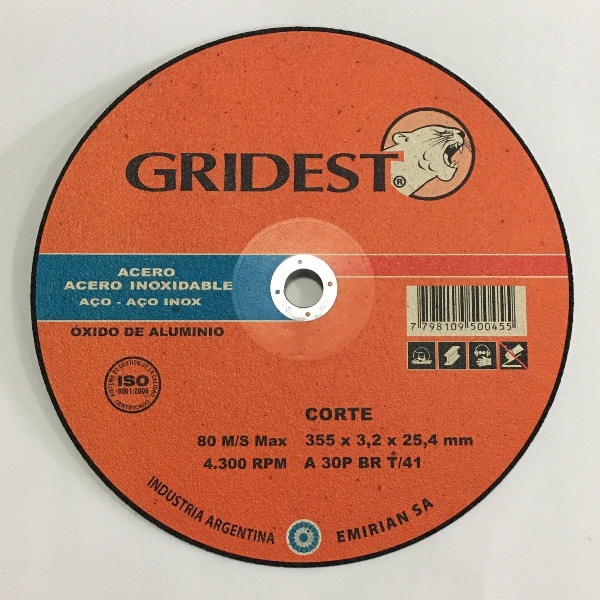 GRIDEST®
ACERO
ACERO INOXIDABLE
AÇO - AÇO INOX
ÓXIDO DE ALUMINIO
7 798109 500455
ISO
9001:2008
CERTIFICADO
CORTE
80 M/S Max 355 x 3,2 x 25,4 mm
4.300 RPM A 30P BR T/41
INDUSTRIA ARGENTINA
EMIRIAN SA